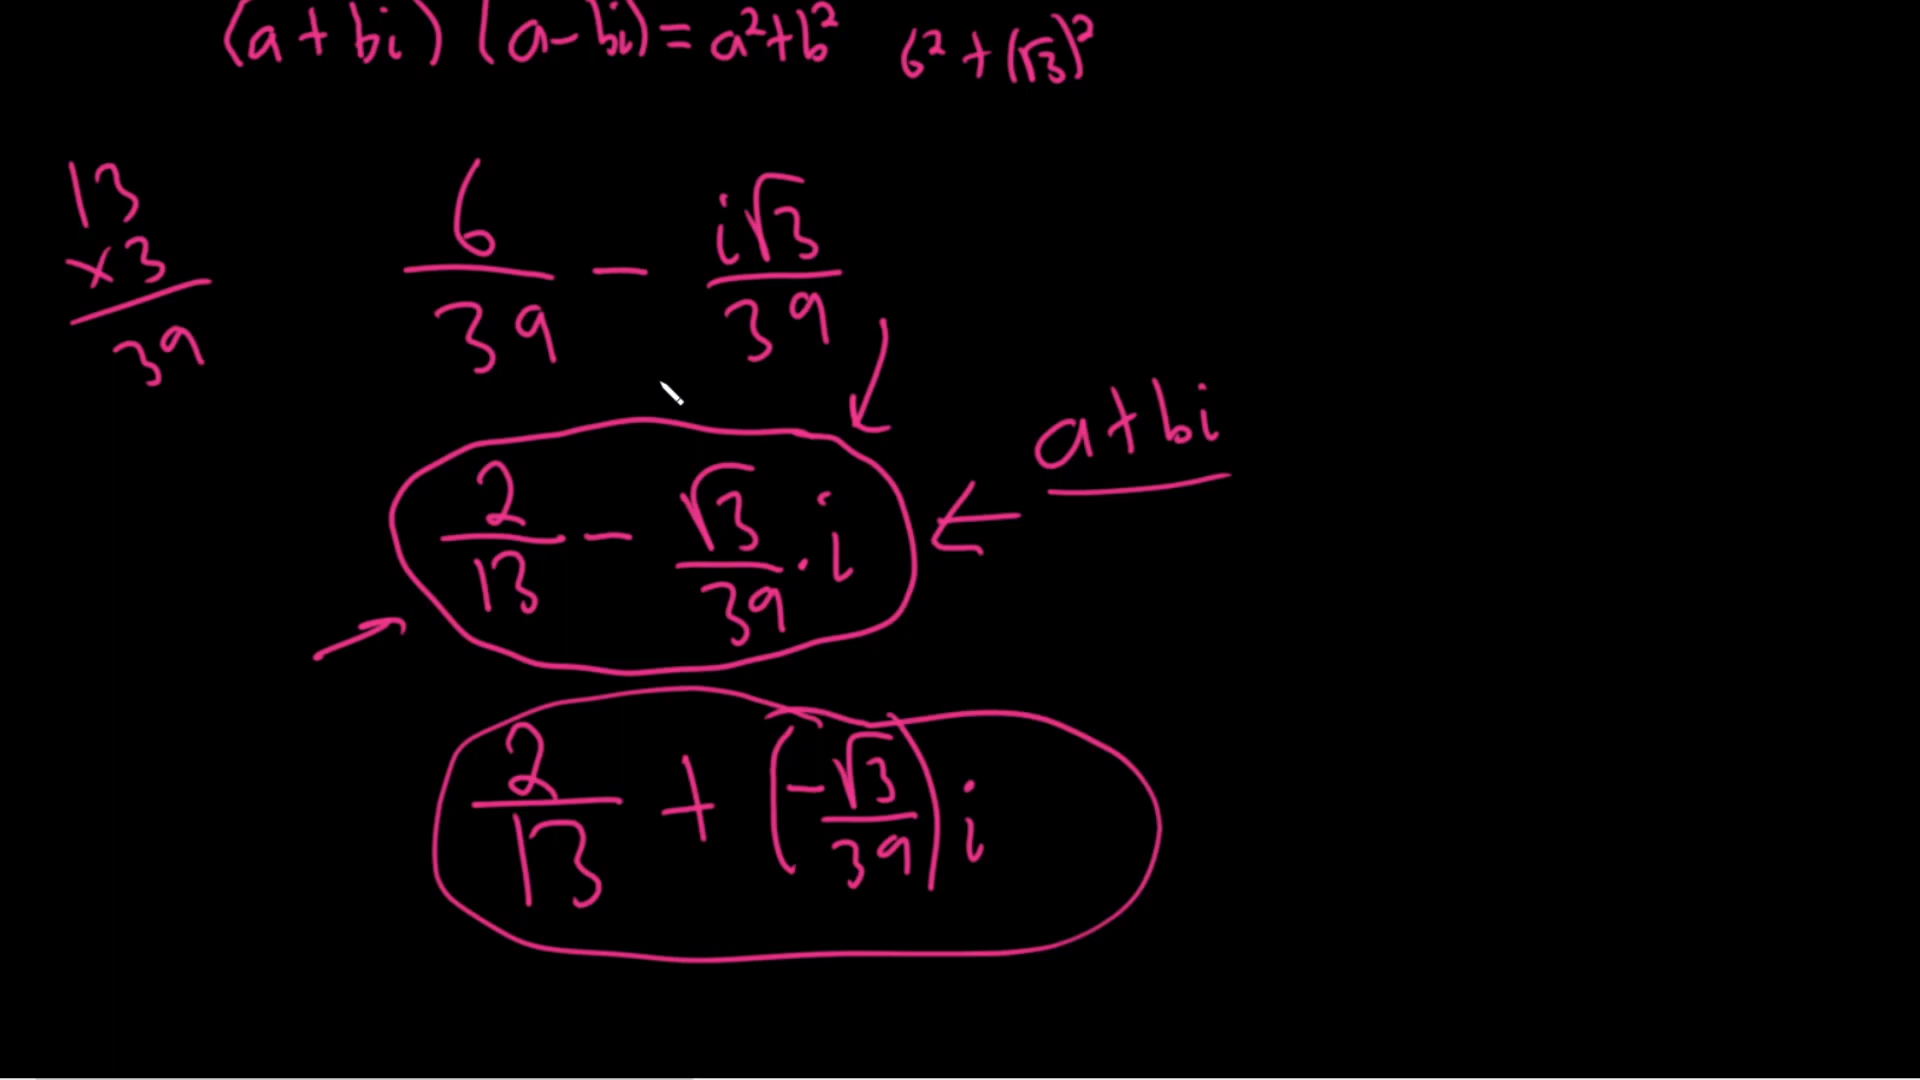 (a + bi) (a - bi) = a² + b² 6² + (√3)²
13
×3
39
6/39 - i√3/39
a + bi
2/13 - √3/39 · i
2/13 + (-√3/39) i